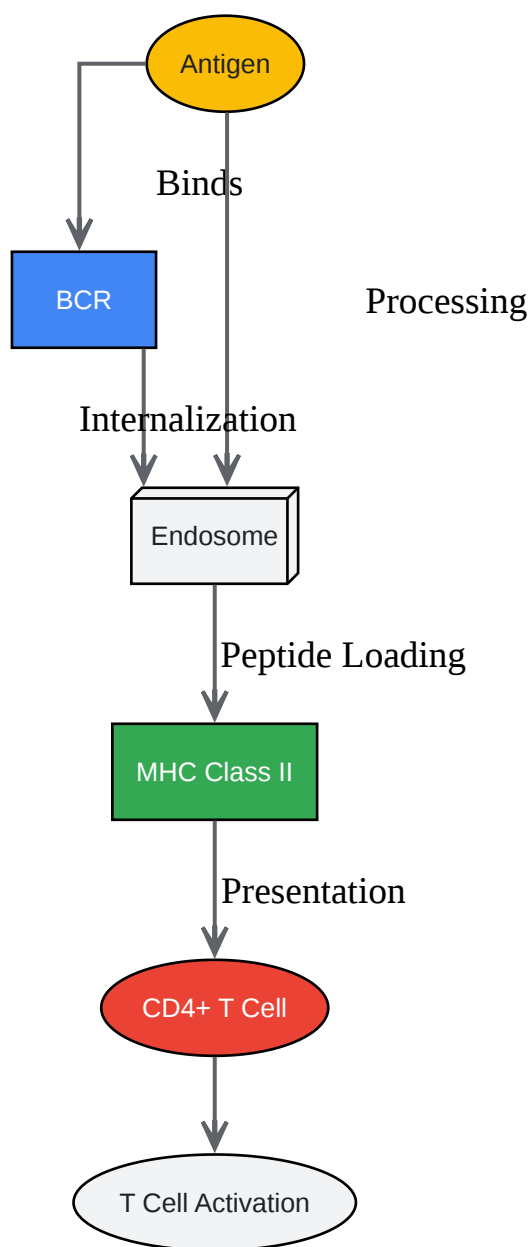 Antigen
Binds
BCR
Processing
Internalization
Endosome
Peptide Loading
MHC Class II
Presentation
CD4+ T Cell
T Cell Activation